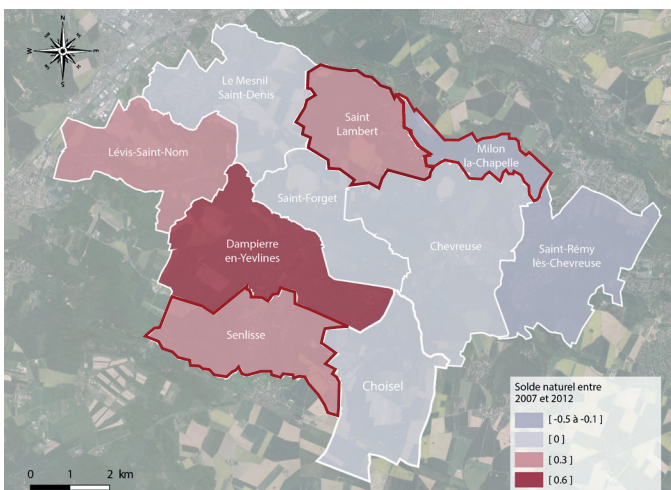 N
W
E
S
Le Mesnil
Saint-Denis
Saint
Lambert
Milon
la-Chapelle
Lévis-Saint-Nom
Saint-Forget
Dampierre
en-Yevlines
Chevreuse
Saint-Rémy
lès-Chevreuse
Senlisse
Choisel
Solde naturel entre
2007 et 2012
[ -0.5 à -0.1 ]
[ 0 ]
[ 0.3 ]
[ 0.6 ]
0 1 2 km